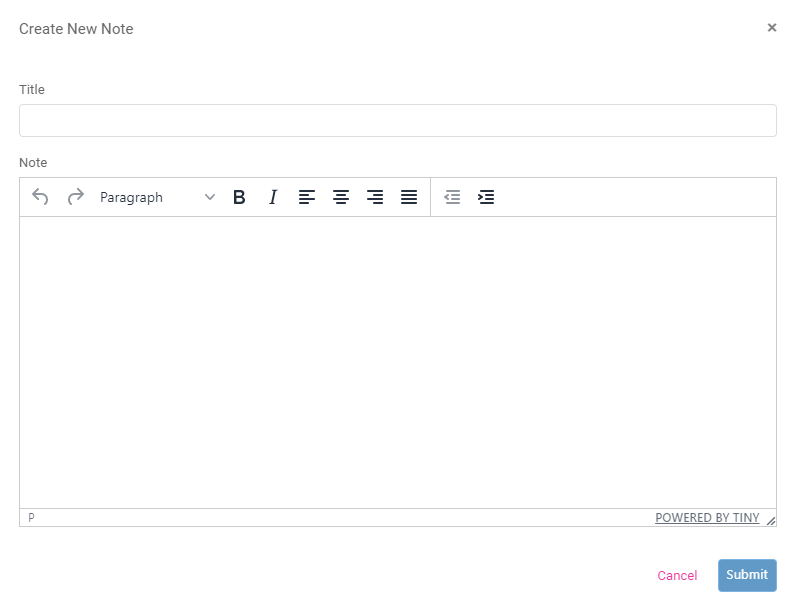 Create New Note
×
Title
Note
Paragraph
B
I
P
POWERED BY TINY
Cancel
Submit